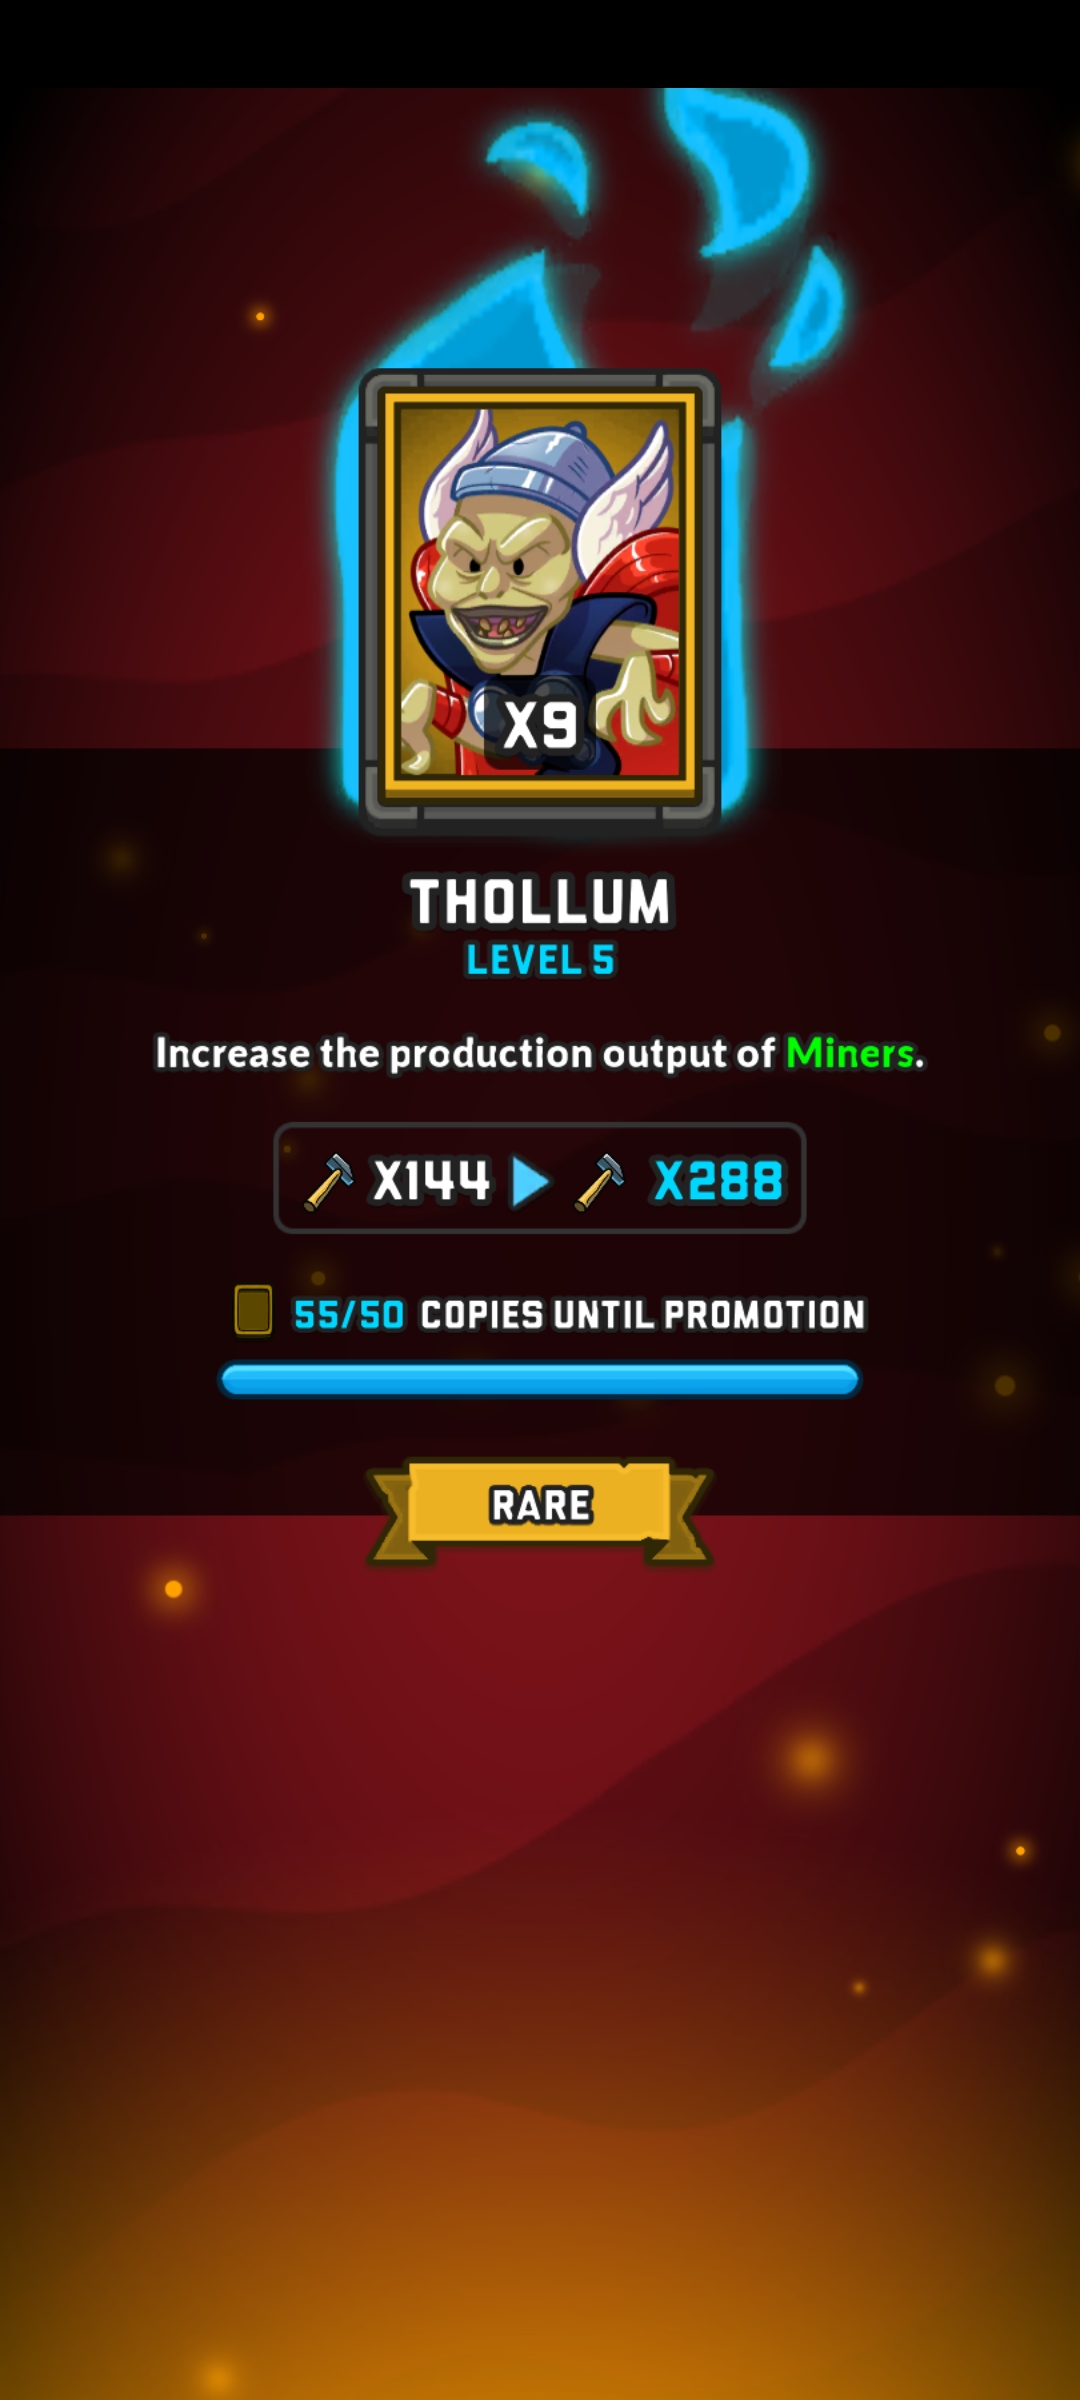 X9
THOLLUM
LEVEL 5
Increase the production output of Miners.
X144 X288
55/50 COPIES UNTIL PROMOTION
RARE